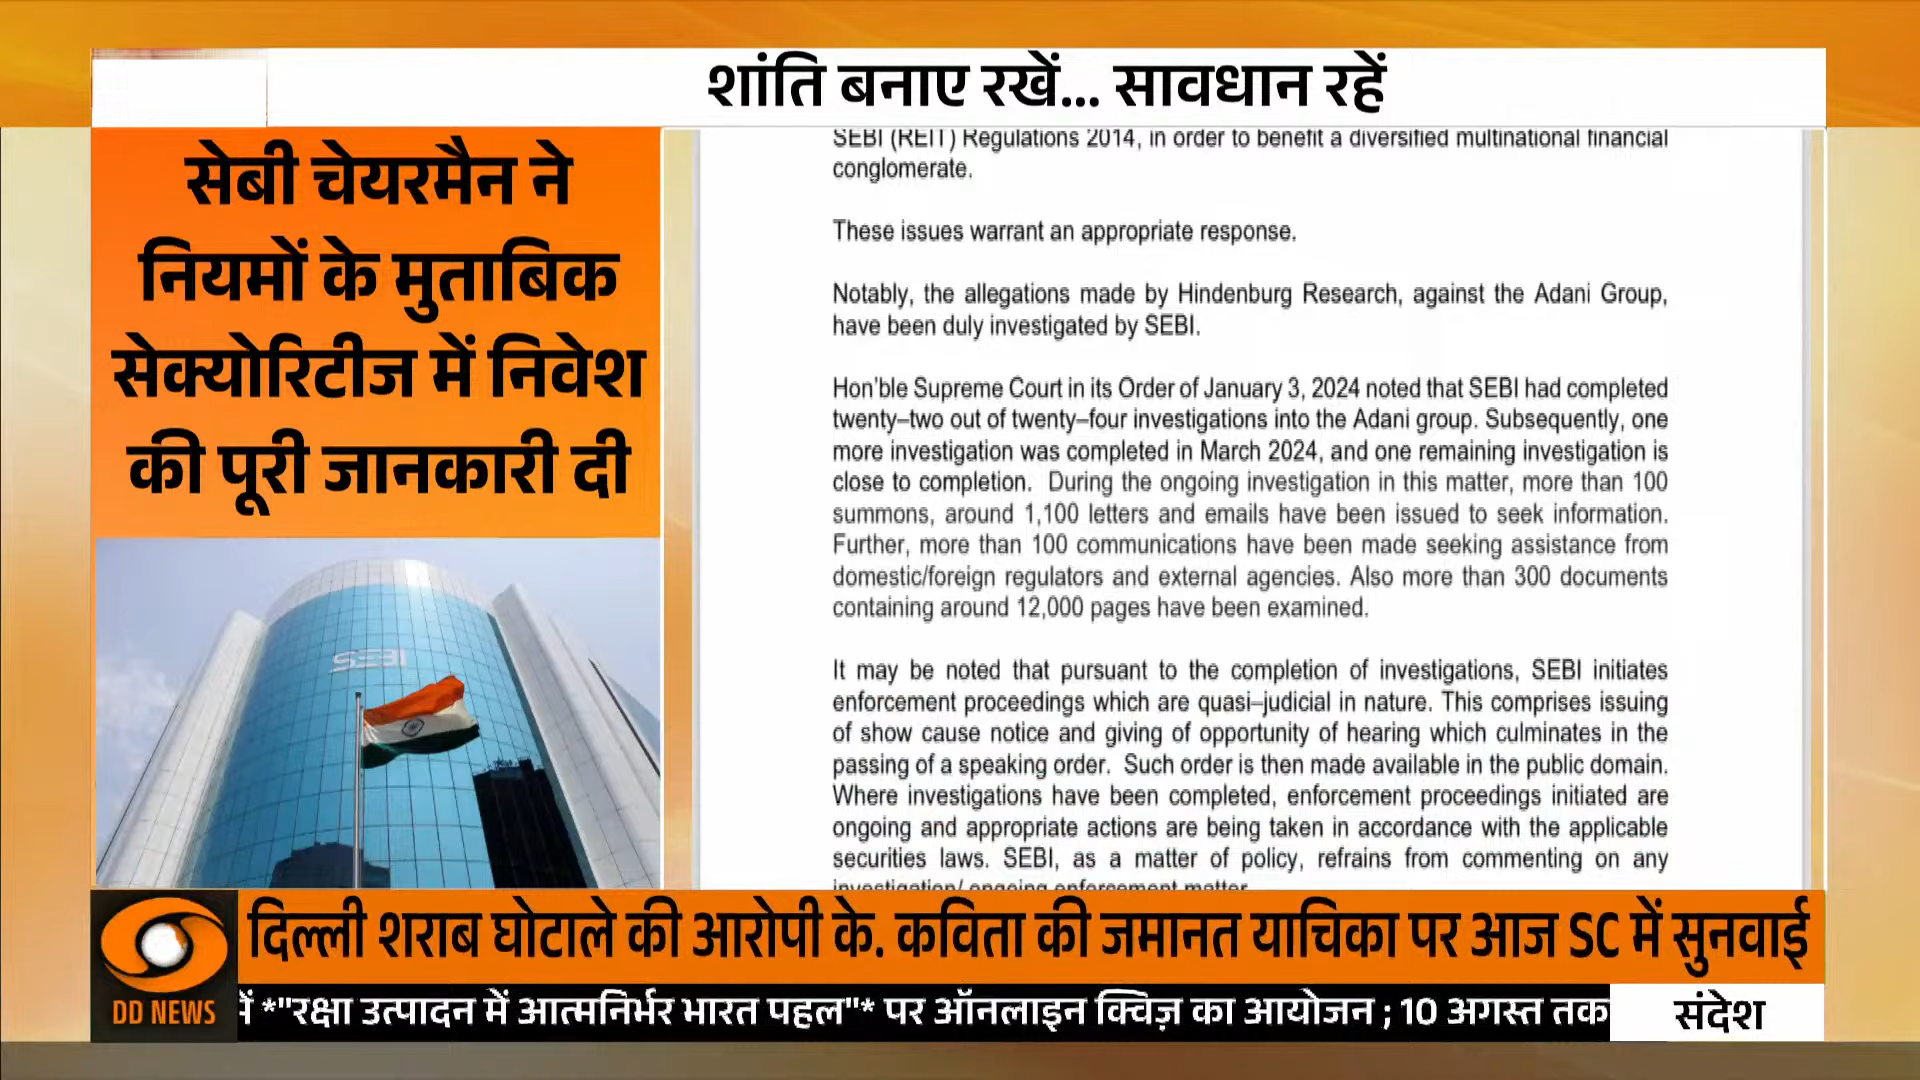 शांति बनाए रखें... सावधान रहें
सेबी चेयरमैन ने
नियमों के मुताबिक
सेक्योरिटीज में निवेश
की पूरी जानकारी दी
SEBI
SEBI (REIT) Regulations 2014, in order to benefit a diversified multinational financial
conglomerate.
These issues warrant an appropriate response.
Notably, the allegations made by Hindenburg Research, against the Adani Group,
have been duly investigated by SEBI.
Hon'ble Supreme Court in its Order of January 3, 2024 noted that SEBI had completed
twenty–two out of twenty–four investigations into the Adani group. Subsequently, one
more investigation was completed in March 2024, and one remaining investigation is
close to completion. During the ongoing investigation in this matter, more than 100
summons, around 1,100 letters and emails have been issued to seek information.
Further, more than 100 communications have been made seeking assistance from
domestic/foreign regulators and external agencies. Also more than 300 documents
containing around 12,000 pages have been examined.
It may be noted that pursuant to the completion of investigations, SEBI initiates
enforcement proceedings which are quasi–judicial in nature. This comprises issuing
of show cause notice and giving of opportunity of hearing which culminates in the
passing of a speaking order. Such order is then made available in the public domain.
Where investigations have been completed, enforcement proceedings initiated are
ongoing and appropriate actions are being taken in accordance with the applicable
securities laws. SEBI, as a matter of policy, refrains from commenting on any
investigation/ ongoing enforcement matter.
दिल्ली शराब घोटाले की आरोपी के. कविता की जमानत याचिका पर आज SC में सुनवाई
DD NEWS
में *"रक्षा उत्पादन में आत्मनिर्भर भारत पहल"* पर ऑनलाइन क्विज़ का आयोजन ; 10 अगस्त तक
संदेश